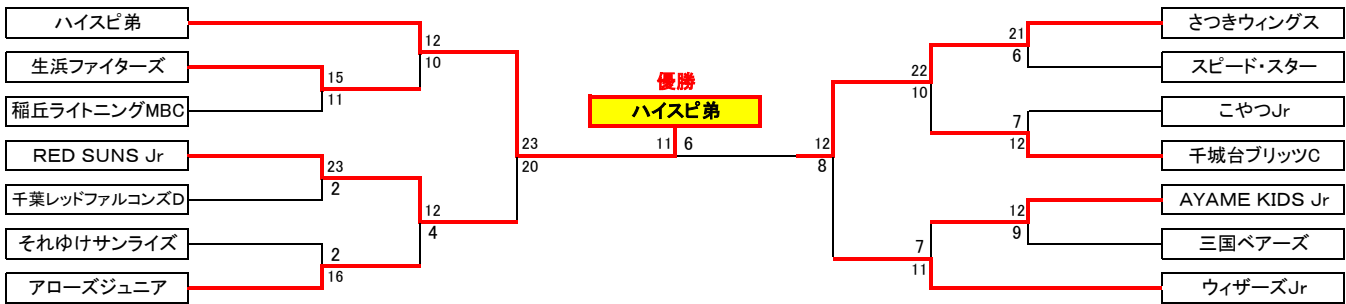 ハイスピ弟
生浜ファイターズ
稲丘ライトニングMBC
RED SUNS Jr
千葉レッドファルコンズD
それゆけサンライズ
アローズジュニア
15
11
23
2
2
16
12
10
12
4
23
20
優勝
ハイスピ弟
11 6
12
8
22
10
7
11
21
6
7
12
12
9
さつきウィングス
スピード・スター
こやつJr
千城台ブリッツC
AYAME KIDS Jr
三国ベアーズ
ウィザーズJr